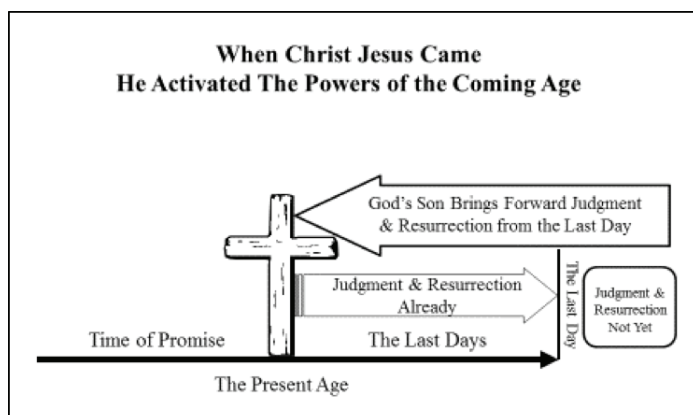 When Christ Jesus Came
He Activated The Powers of the Coming Age
God's Son Brings Forward Judgment
& Resurrection from the Last Day
Judgment & Resurrection
Already
The Last Day
Judgment &
Resurrection
Not Yet
Time of Promise
The Last Days
The Present Age